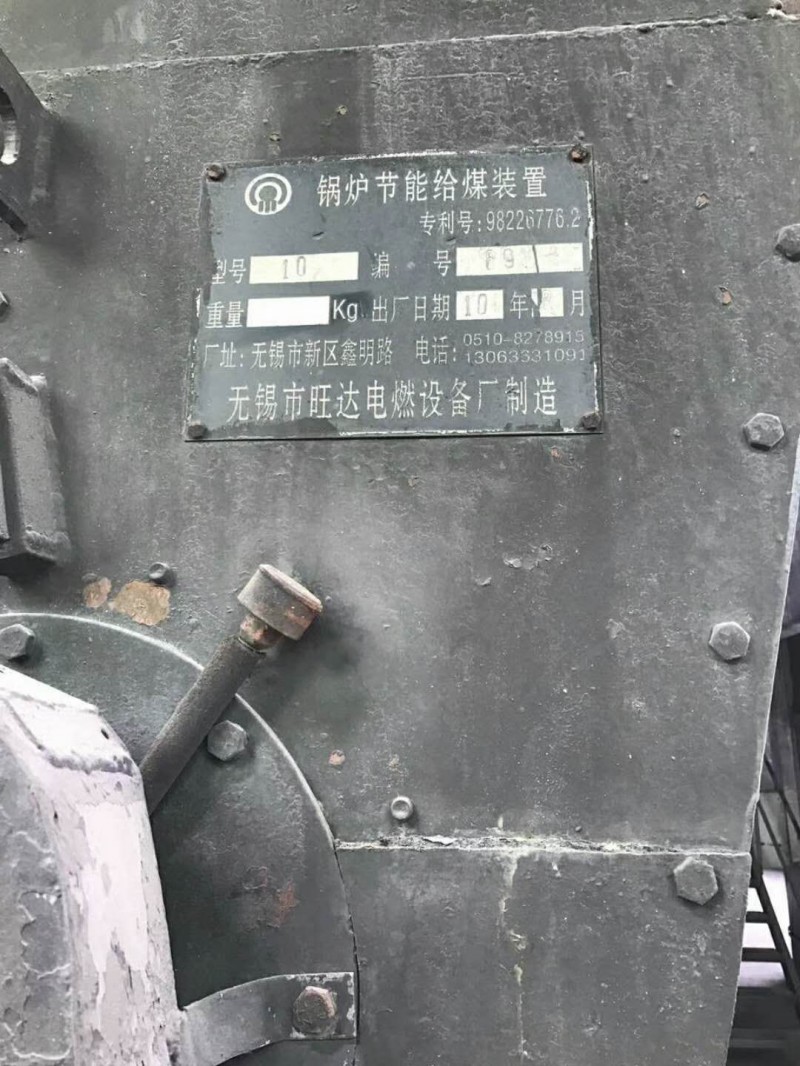 锅炉节能给煤装置
专利号:98226776.2
型号 10 编 号
重量 Kg 出厂日期 10 年 月
厂址: 无锡市新区鑫明路 电话: 0510-8278915
13063331091
无锡市旺达电燃设备厂制造